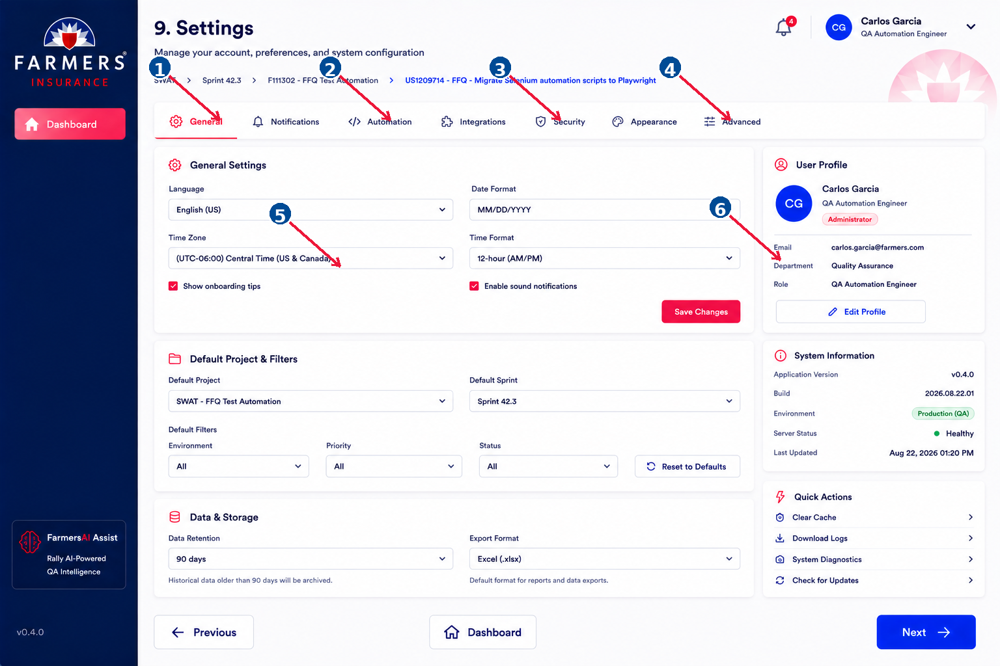 FARMERS®
INSURANCE
Dashboard
FarmersAI Assist
Rally AI-Powered
QA Intelligence
v0.4.0
9. Settings
Manage your account, preferences, and system configuration
4
CG
Carlos Garcia
QA Automation Engineer
1
2
3
4
SWAT > Sprint 42.3 > F111302 - FFQ Test Automation > US1209714 - FFQ - Migrate Selenium automation scripts to Playwright
General
Notifications
</> Automation
Integrations
Security
Appearance
Advanced
General Settings
Language
English (US)
Date Format
MM/DD/YYYY
5
Time Zone
(UTC-06:00) Central Time (US & Canada)
Time Format
12-hour (AM/PM)
Show onboarding tips
Enable sound notifications
Save Changes
Default Project & Filters
Default Project
SWAT - FFQ Test Automation
Default Sprint
Sprint 42.3
Default Filters
Environment
All
Priority
All
Status
All
Reset to Defaults
Data & Storage
Data Retention
90 days
Historical data older than 90 days will be archived.
Export Format
Excel (.xlsx)
Default format for reports and data exports.
User Profile
CG
Carlos Garcia
QA Automation Engineer
Administrator
6
Email carlos.garcia@farmers.com
Department Quality Assurance
Role QA Automation Engineer
Edit Profile
System Information
Application Version v0.4.0
Build 2026.08.22.01
Environment Production (QA)
Server Status Healthy
Last Updated Aug 22, 2026 01:20 PM
Quick Actions
Clear Cache
Download Logs
System Diagnostics
Check for Updates
Previous
Dashboard
Next